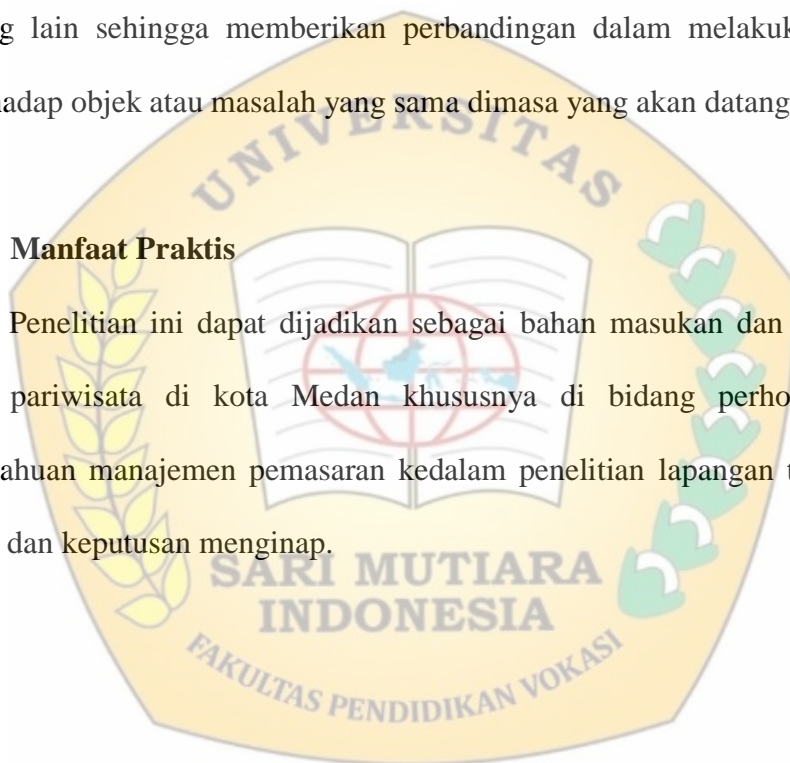 g lain sehingga memberikan perbandingan dalam melakuk
adap objek atau masalah yang sama dimasa yang akan datang
UNIVERSITAS
Manfaat Praktis
Penelitian ini dapat dijadikan sebagai bahan masukan dan
pariwisata di kota Medan khususnya di bidang perho
ahuan manajemen pemasaran kedalam penelitian lapangan t
dan keputusan menginap.
SARI MUTIARA
INDONESIA
FAKULTAS PENDIDIKAN VOKASI